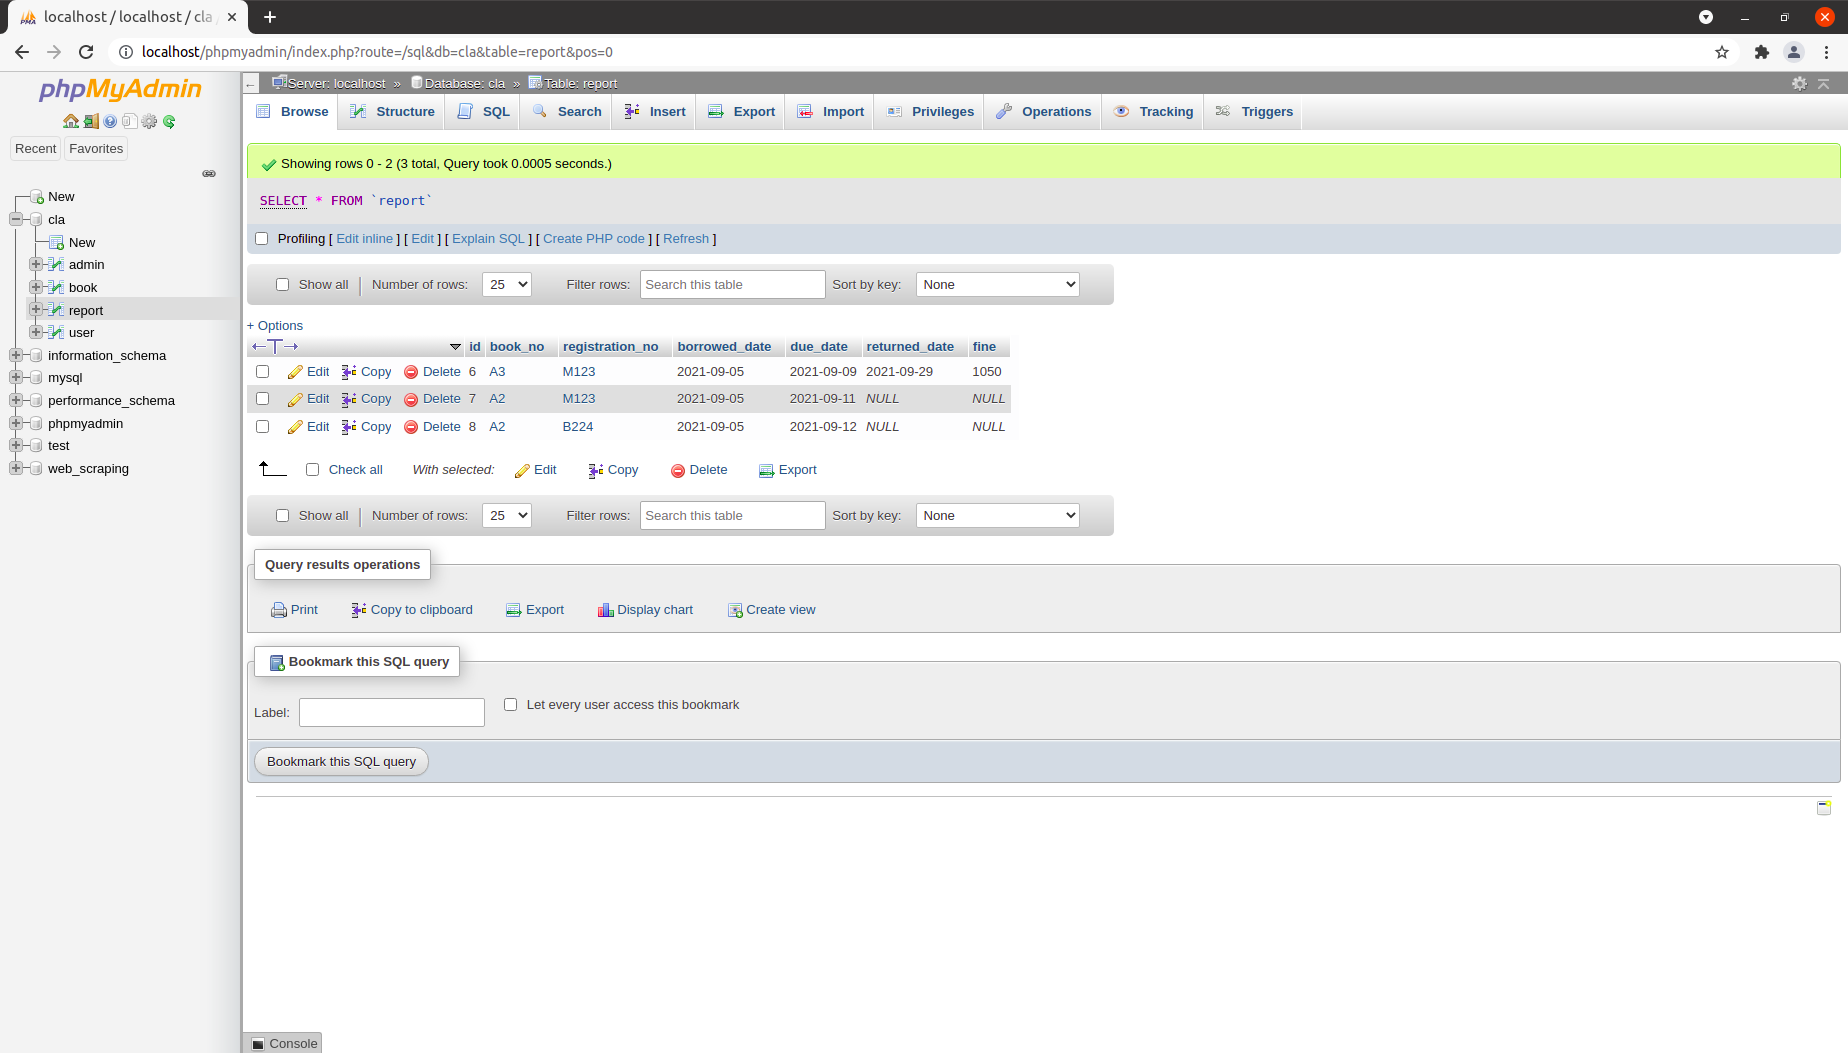 localhost / localhost / cla
localhost/phpmyadmin/index.php?route=/sql&db=cla&table=report&pos=0
phpMyAdmin
Recent Favorites
New
cla
New
admin
book
report
user
information_schema
mysql
performance_schema
phpmyadmin
test
web_scraping
Server: localhost » Database: cla » Table: report
Browse Structure SQL Search Insert Export Import Privileges Operations Tracking Triggers
Showing rows 0 - 2 (3 total, Query took 0.0005 seconds.)
SELECT * FROM `report`
Profiling [ Edit inline ] [ Edit ] [ Explain SQL ] [ Create PHP code ] [ Refresh ]
Show all | Number of rows: 25 Filter rows: Search this table Sort by key: None
+ Options
←T→ id book_no registration_no borrowed_date due_date returned_date fine
Edit Copy Delete 6 A3 M123 2021-09-05 2021-09-09 2021-09-29 1050
Edit Copy Delete 7 A2 M123 2021-09-05 2021-09-11 NULL NULL
Edit Copy Delete 8 A2 B224 2021-09-05 2021-09-12 NULL NULL
Check all With selected: Edit Copy Delete Export
Show all | Number of rows: 25 Filter rows: Search this table Sort by key: None
Query results operations
Print Copy to clipboard Export Display chart Create view
Bookmark this SQL query
Label: Let every user access this bookmark
Bookmark this SQL query
Console